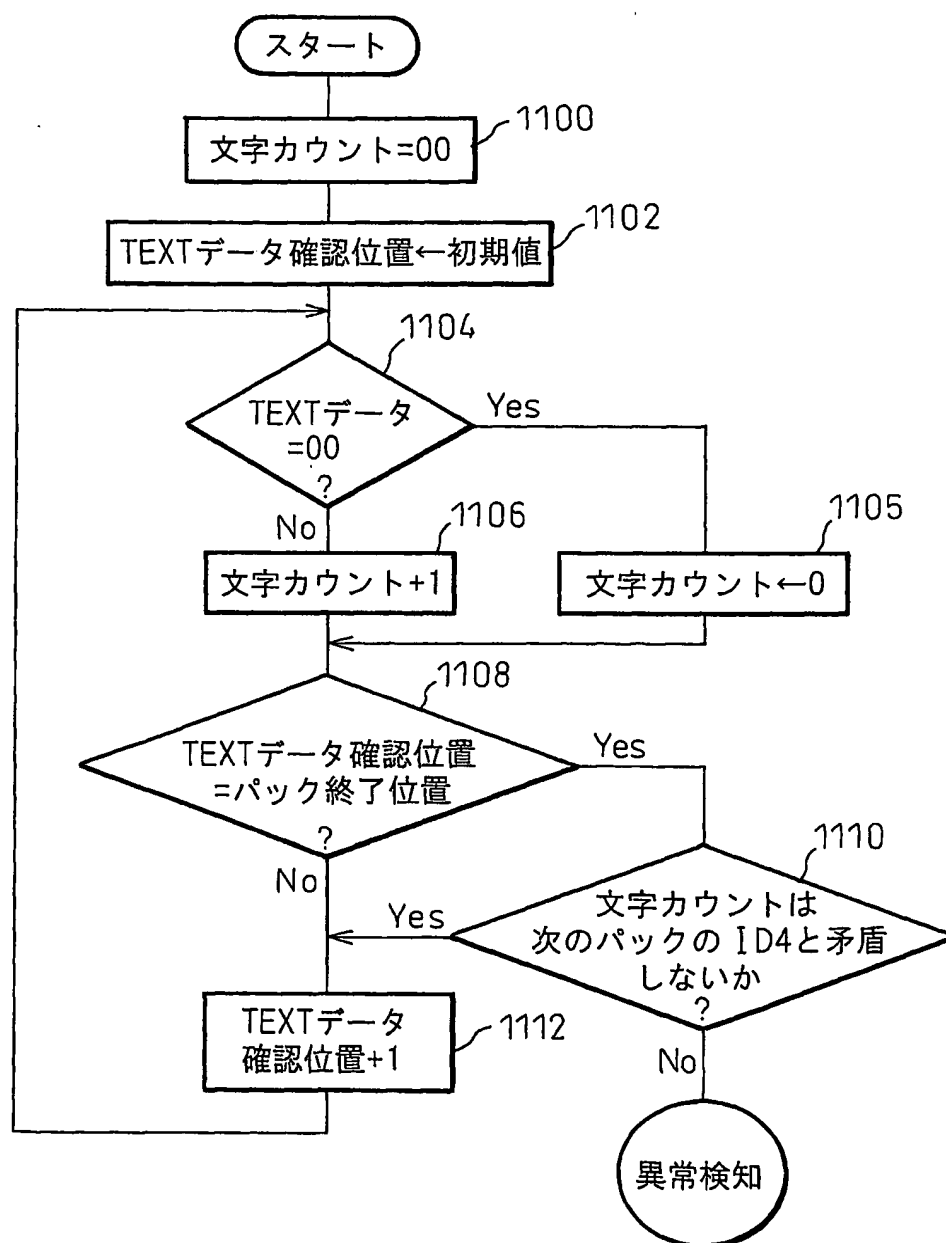 スタート
1100
文字カウント=00
1102
TEXTデータ確認位置←初期値
1104
TEXTデータ
=00
?
Yes
No
1106
文字カウント+1
1105
文字カウント←0
1108
TEXTデータ確認位置
=パック終了位置
?
Yes
No
1110
文字カウントは
次のパックの ID4と矛盾
しないか
?
Yes
No
TEXTデータ
確認位置+1
1112
異常検知